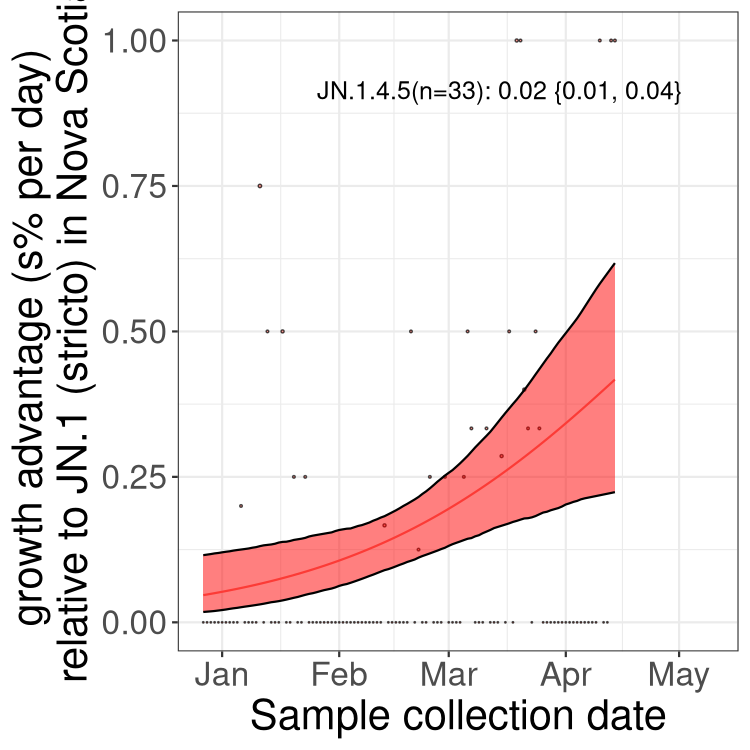 growth advantage (s% per day)
relative to JN.1 (stricto) in Nova Scotia
1.00
0.75
0.50
0.25
0.00
JN.1.4.5(n=33): 0.02 {0.01, 0.04}
Jan Feb Mar Apr May
Sample collection date